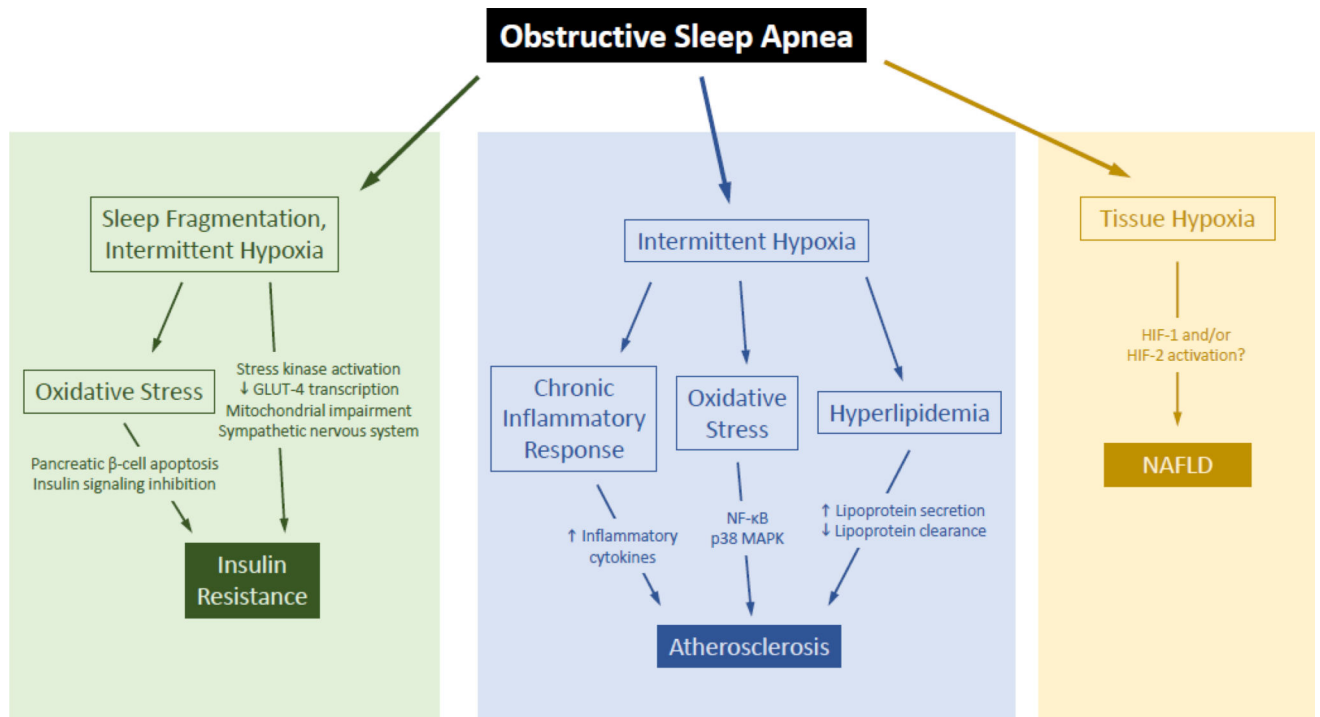 Obstructive Sleep Apnea
Sleep Fragmentation,
Intermittent Hypoxia
Oxidative Stress
Stress kinase activation
↓ GLUT-4 transcription
Mitochondrial impairment
Sympathetic nervous system
Pancreatic β-cell apoptosis
Insulin signaling inhibition
Insulin
Resistance
Intermittent Hypoxia
Chronic
Inflammatory
Response
Oxidative
Stress
Hyperlipidemia
↑ Inflammatory
cytokines
NF-κB
p38 MAPK
↑ Lipoprotein secretion
↓ Lipoprotein clearance
Atherosclerosis
Tissue Hypoxia
HIF-1 and/or
HIF-2 activation?
NAFLD